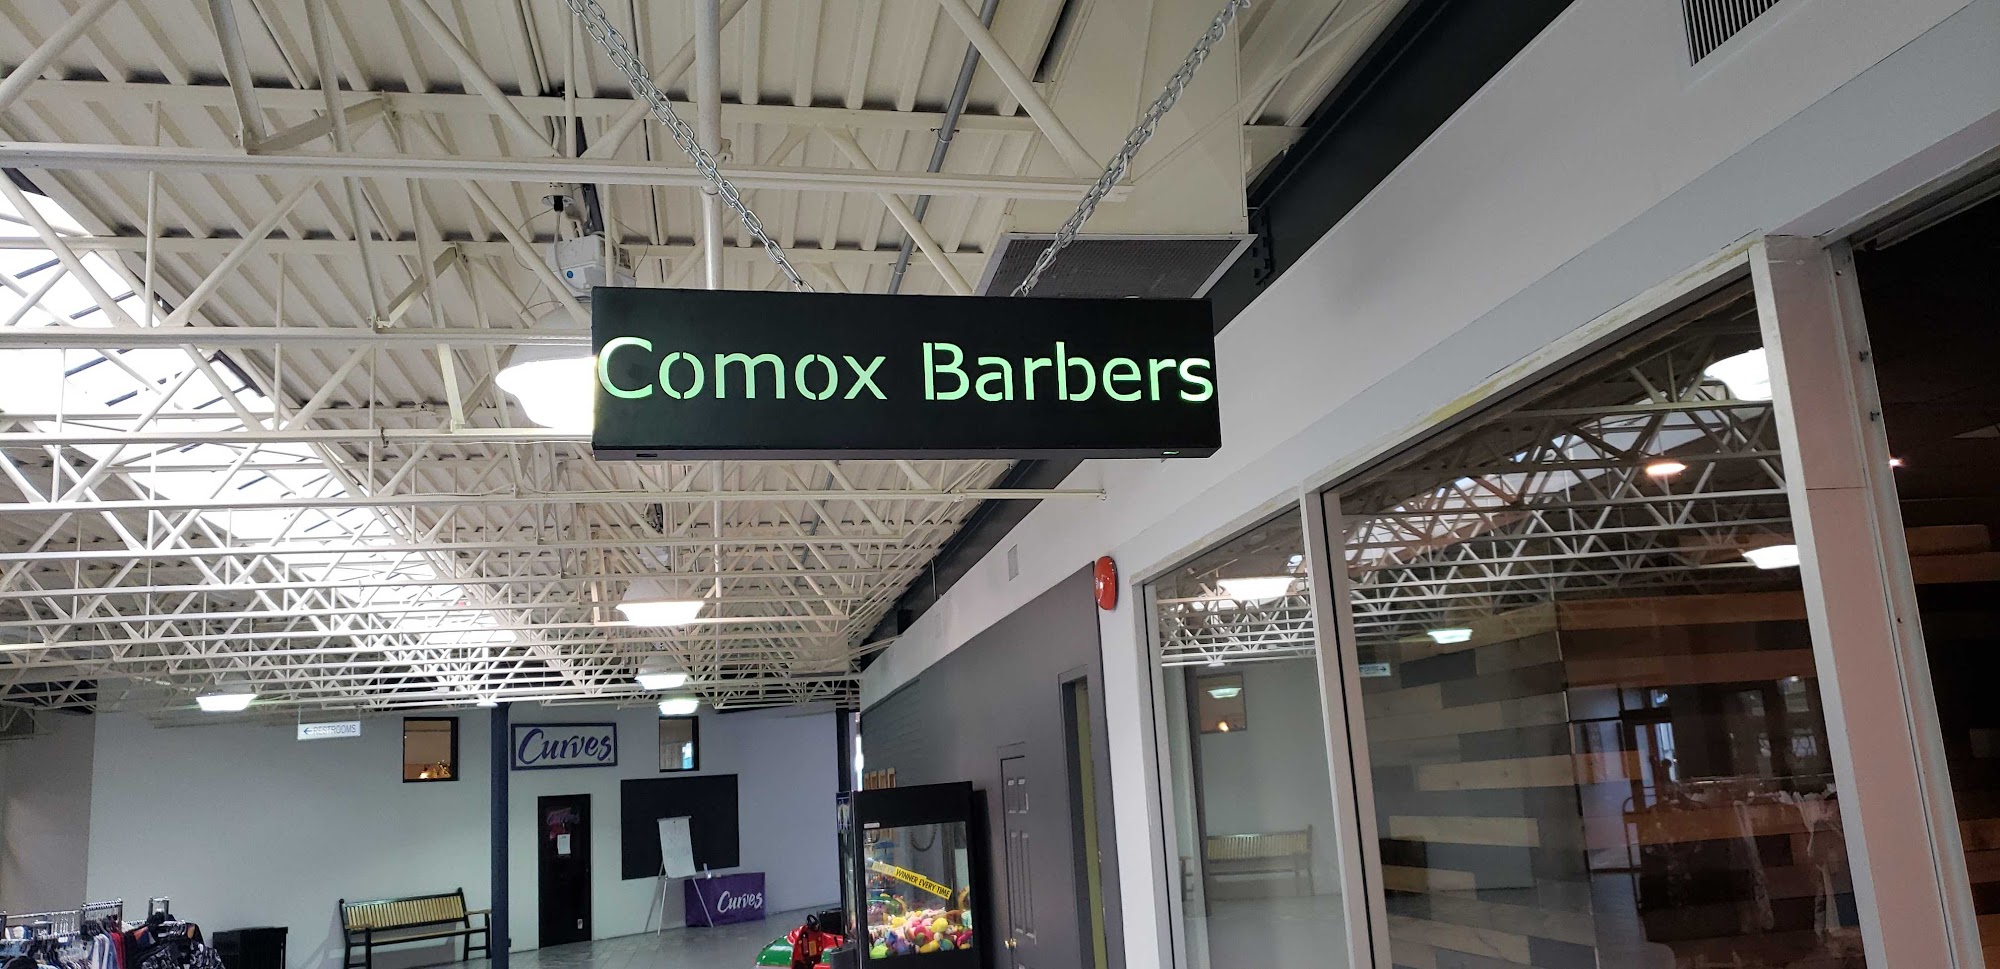 Comox Barbers
← RESTROOMS
Curves
Curves
WINNER EVERY TIME